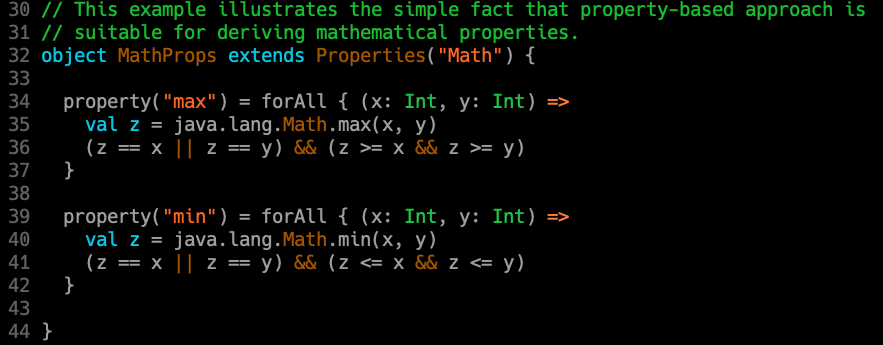 30 // This example illustrates the simple fact that property-based approach is
31 // suitable for deriving mathematical properties.
32 object MathProps extends Properties("Math") {
33
34   property("max") = forAll { (x: Int, y: Int) =>
35     val z = java.lang.Math.max(x, y)
36     (z == x || z == y) && (z >= x && z >= y)
37   }
38
39   property("min") = forAll { (x: Int, y: Int) =>
40     val z = java.lang.Math.min(x, y)
41     (z == x || z == y) && (z <= x && z <= y)
42   }
43
44 }